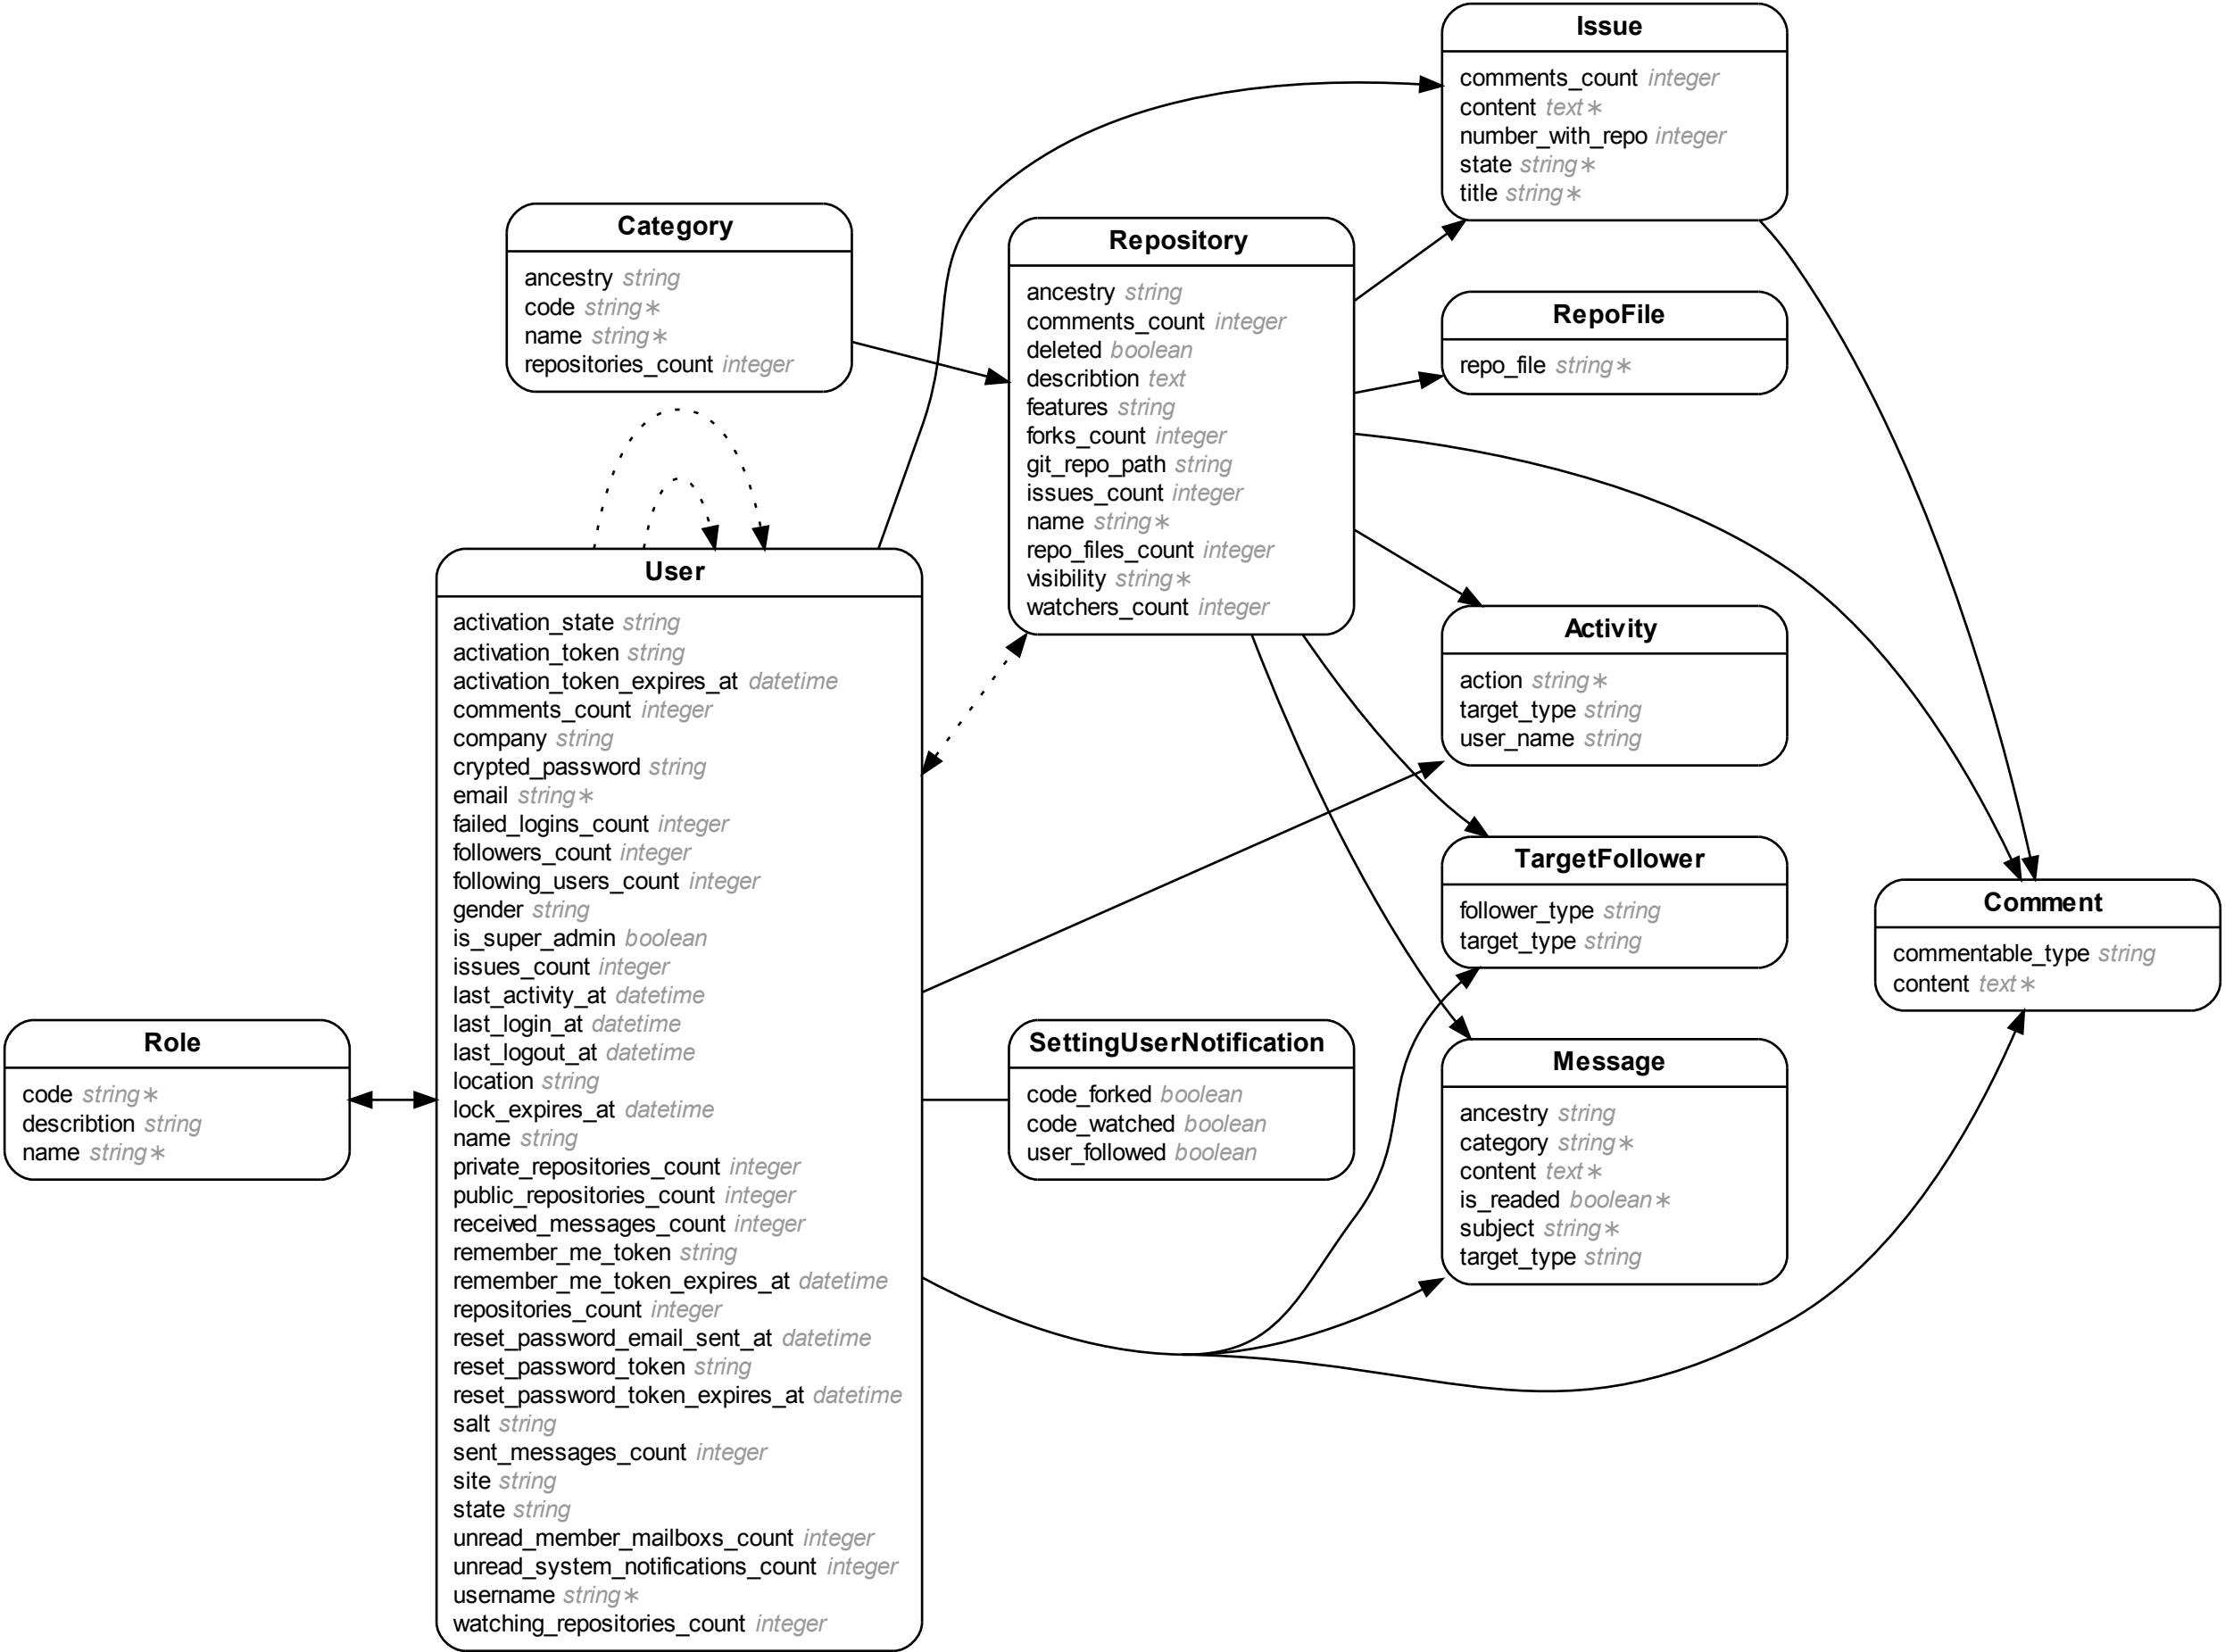 Issue
comments_count integer
content text∗
number_with_repo integer
state string∗
title string∗
Category
ancestry string
code string∗
name string∗
repositories_count integer
Repository
ancestry string
comments_count integer
deleted boolean
describtion text
features string
forks_count integer
git_repo_path string
issues_count integer
name string∗
repo_files_count integer
visibility string∗
watchers_count integer
RepoFile
repo_file string∗
User
activation_state string
activation_token string
activation_token_expires_at datetime
comments_count integer
company string
crypted_password string
email string∗
failed_logins_count integer
followers_count integer
following_users_count integer
gender string
is_super_admin boolean
issues_count integer
last_activity_at datetime
last_login_at datetime
last_logout_at datetime
location string
lock_expires_at datetime
name string
private_repositories_count integer
public_repositories_count integer
received_messages_count integer
remember_me_token string
remember_me_token_expires_at datetime
repositories_count integer
reset_password_email_sent_at datetime
reset_password_token string
reset_password_token_expires_at datetime
salt string
sent_messages_count integer
site string
state string
unread_member_mailboxs_count integer
unread_system_notifications_count integer
username string∗
watching_repositories_count integer
Activity
action string∗
target_type string
user_name string
TargetFollower
follower_type string
target_type string
Comment
commentable_type string
content text∗
Role
code string∗
describtion string
name string∗
SettingUserNotification
code_forked boolean
code_watched boolean
user_followed boolean
Message
ancestry string
category string∗
content text∗
is_readed boolean∗
subject string∗
target_type string